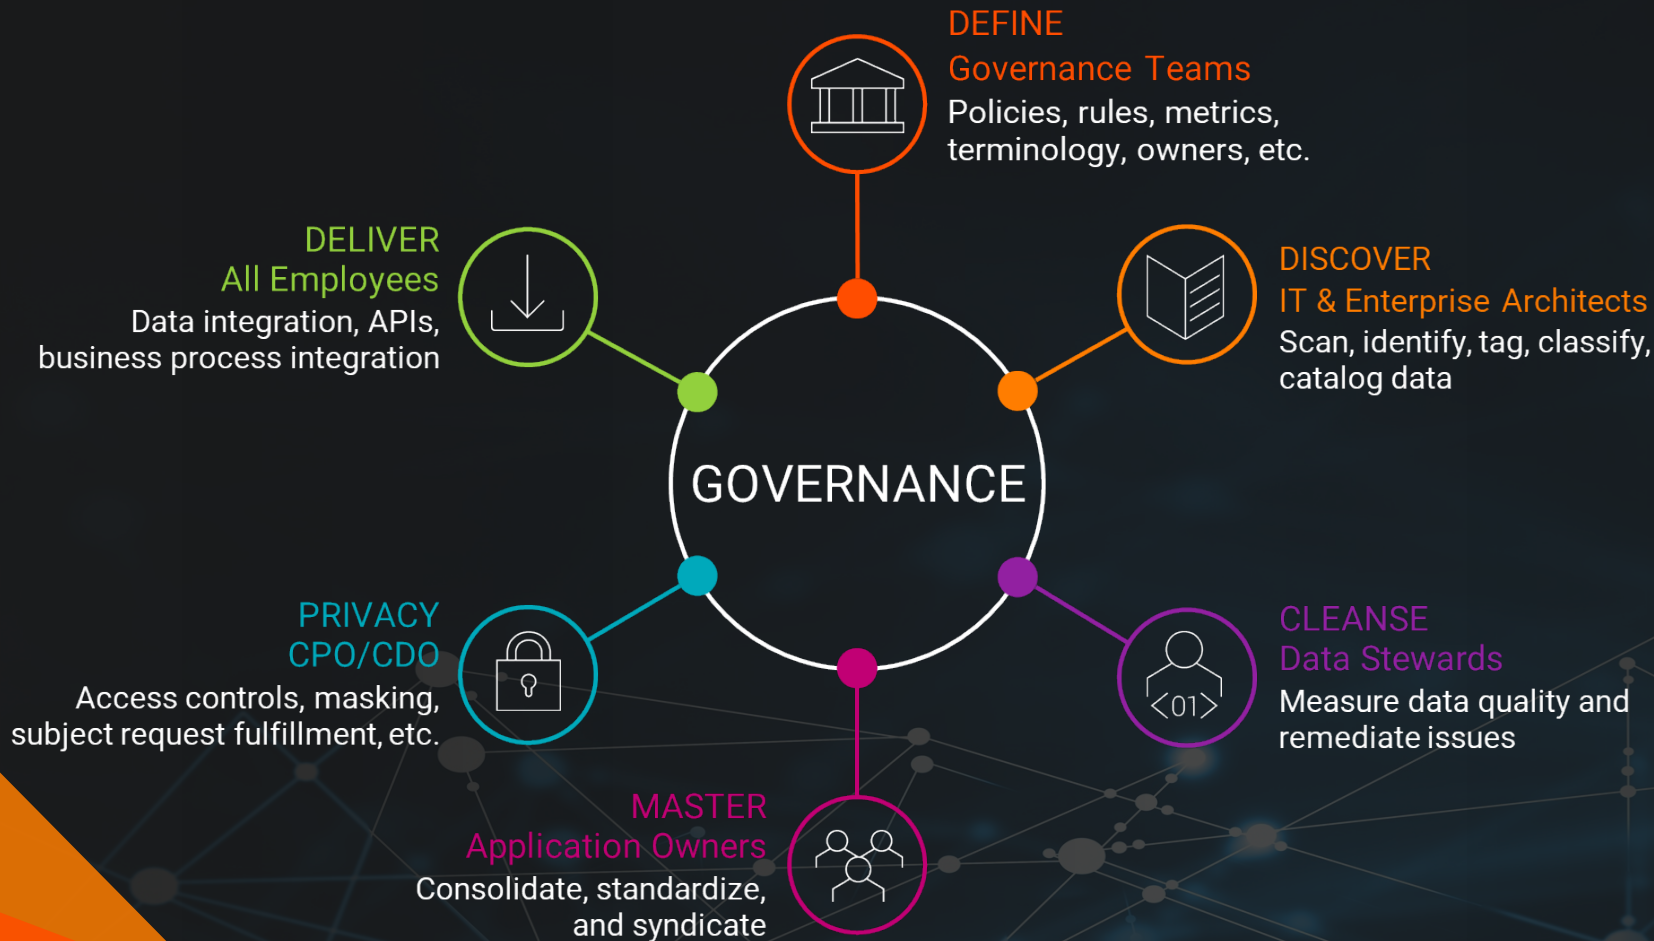 DEFINE
Governance Teams
Policies, rules, metrics,
terminology, owners, etc.
DISCOVER
IT & Enterprise Architects
Scan, identify, tag, classify,
catalog data
CLEANSE
Data Stewards
<01>
Measure data quality and
remediate issues
MASTER
Application Owners
Consolidate, standardize,
and syndicate
PRIVACY
CPO/CDO
Access controls, masking,
subject request fulfillment, etc.
DELIVER
All Employees
Data integration, APIs,
business process integration
GOVERNANCE